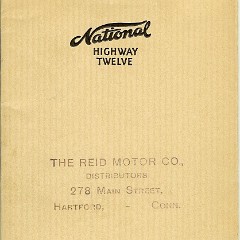 National
HIGHWAY
TWELVE
THE REID MOTOR CO.,
DISTRIBUTORS
278 MAIN STREET,
HARTFORD, - CONN.